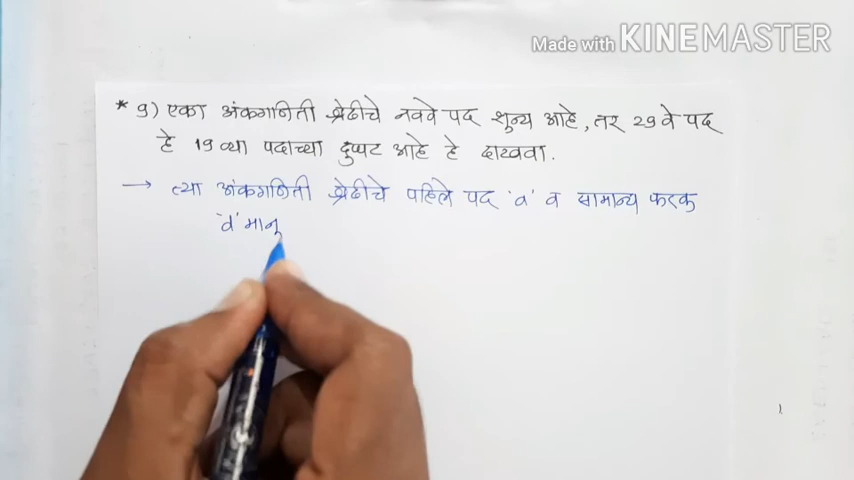 Made with KINEMASTER
* 9) एका अंकगणिती श्रेढीचे नववे पद शून्य आहे, तर 29 वे पद
हे 19 व्या पदाच्या दुप्पट आहे हे दाखवा.
→ त्या अंकगणिती श्रेढीचे पहिले पद 'a' व सामान्य फरक
'd' मानू